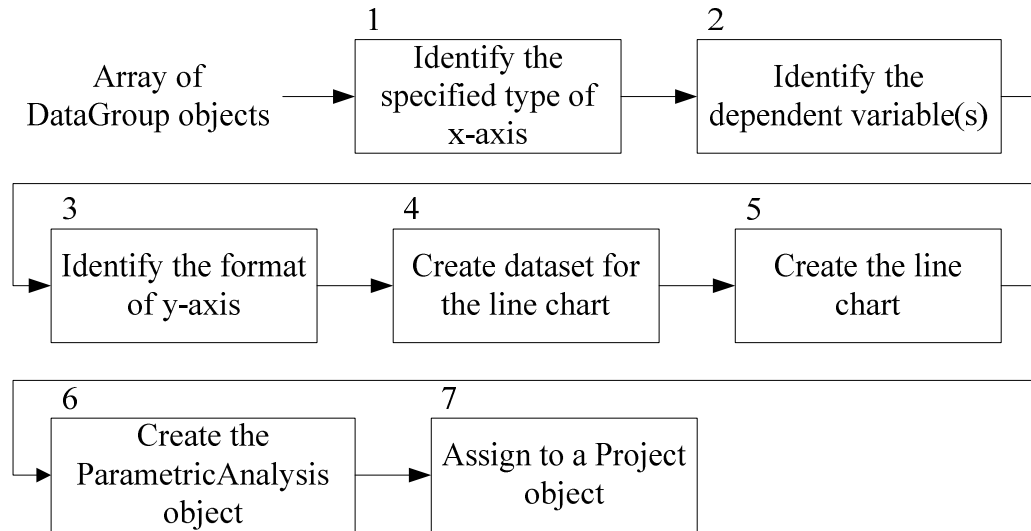 1
2
Array of
DataGroup objects
Identify the
specified type of
x-axis
Identify the
dependent variable(s)
3
4
5
Identify the format
of y-axis
Create dataset for
the line chart
Create the line
chart
6
7
Create the
ParametricAnalysis
object
Assign to a Project
object